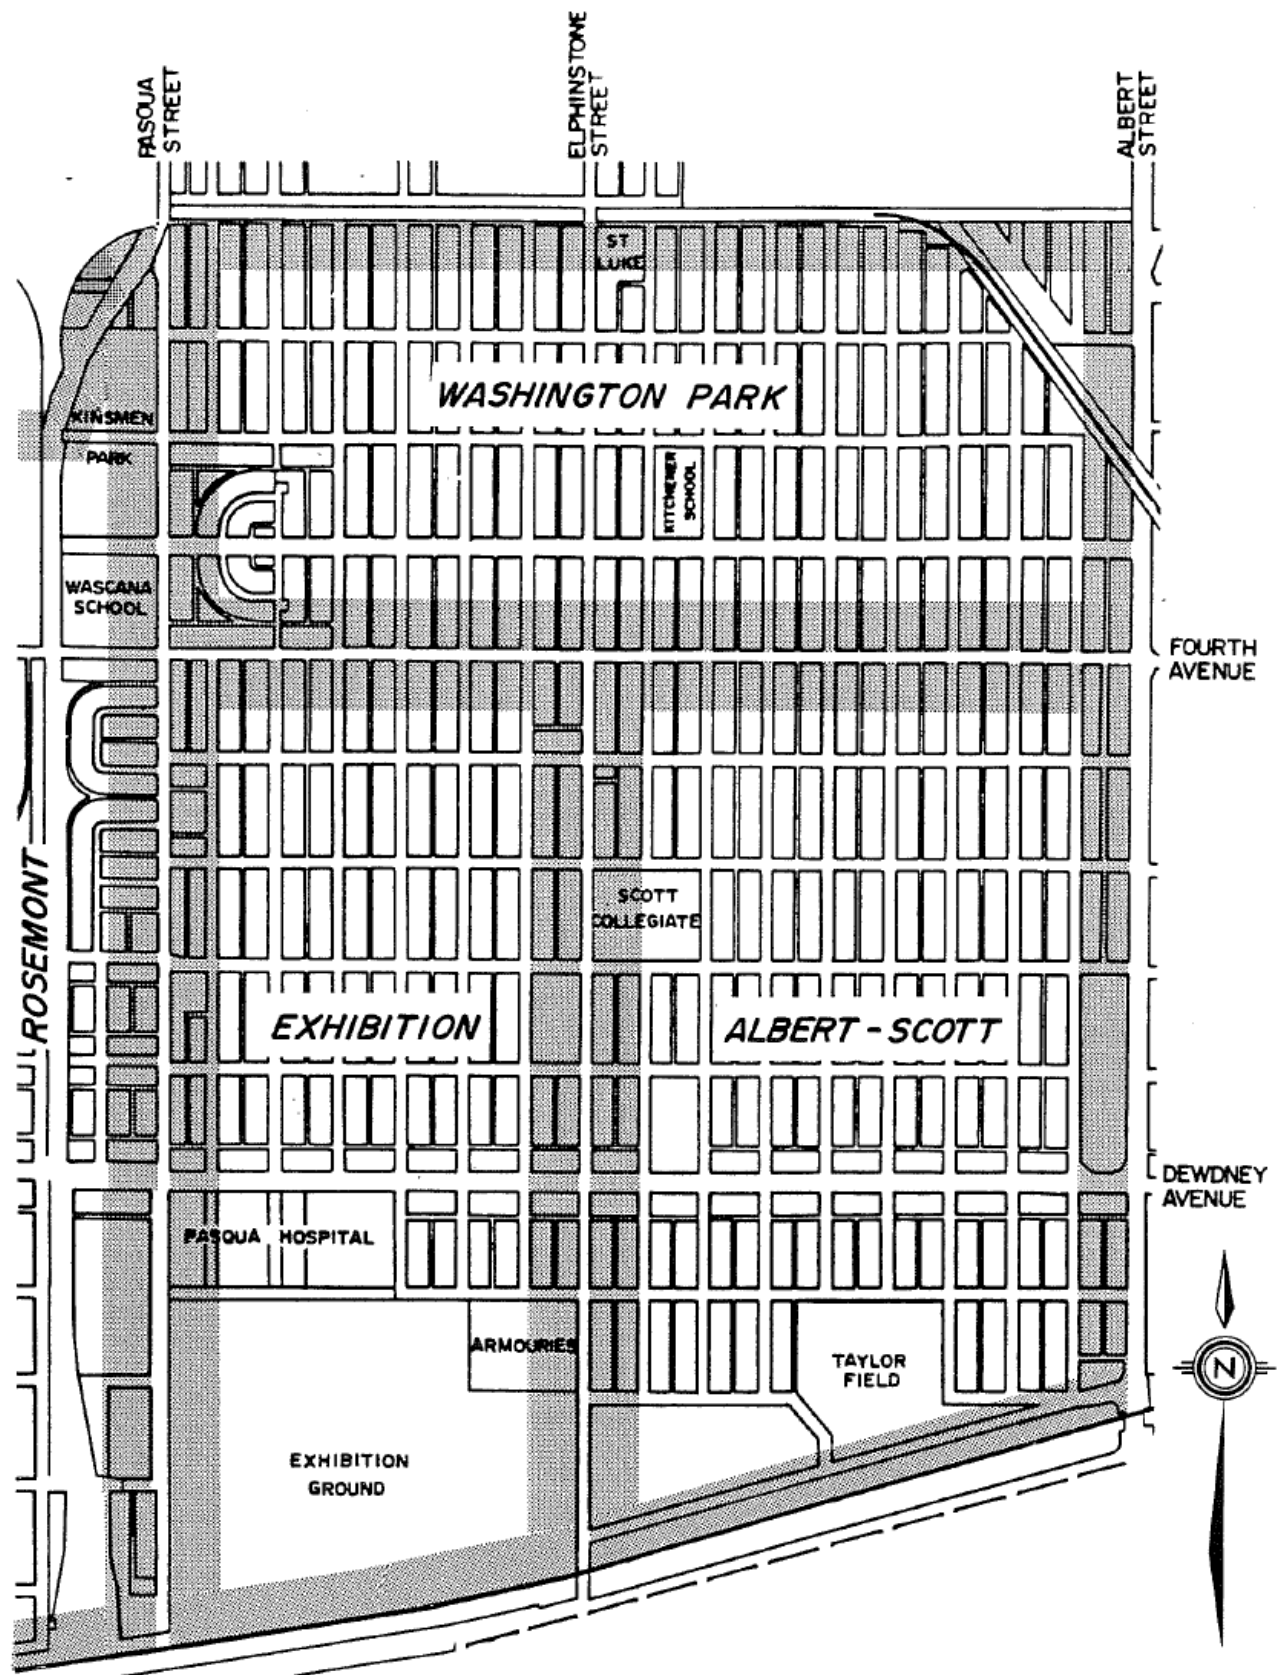 PASQUA
STREET
ELPHINSTONE
STREET
ALBERT
STREET
ST
LUKE
WASHINGTON PARK
KINSMEN
PARK
KITCHENER
SCHOOL
WASCANA
SCHOOL
FOURTH
AVENUE
ROSEMONT
SCOTT
COLLEGIATE
EXHIBITION
ALBERT - SCOTT
DEWDNEY
AVENUE
PASQUA HOSPITAL
ARMOURIES
TAYLOR
FIELD
EXHIBITION
GROUND
N